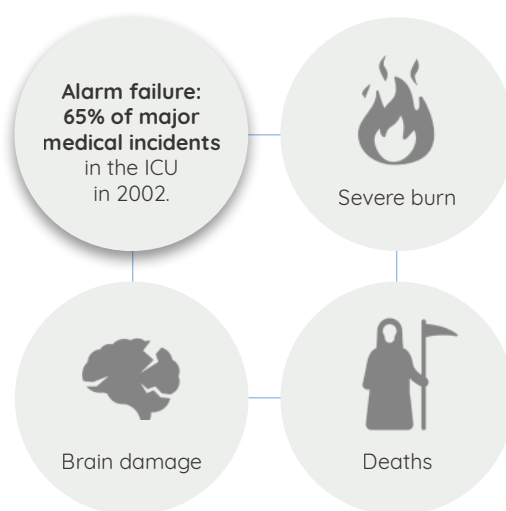 Alarm failure:
65% of major
medical incidents
in the ICU
in 2002.
Severe burn
Brain damage
Deaths